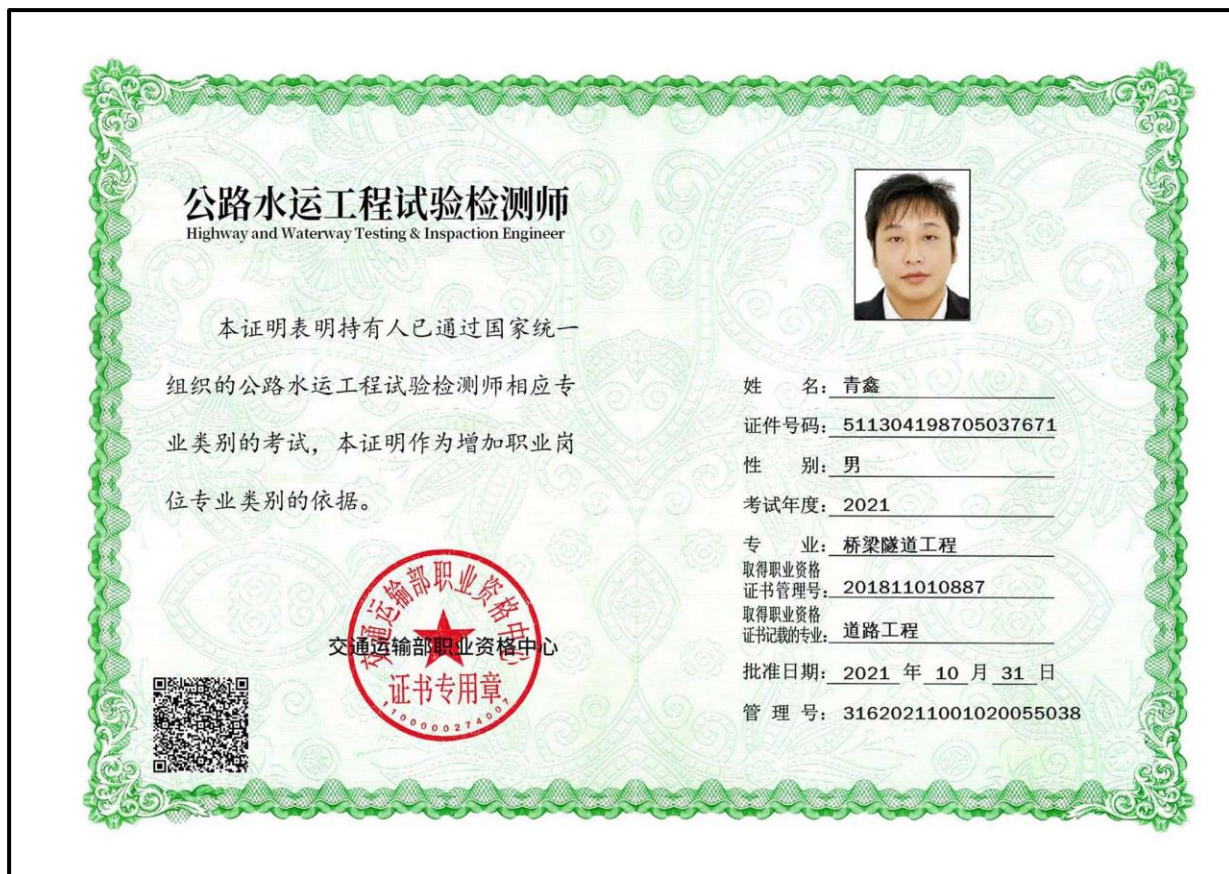 公路水运工程试验检测师
Highway and Waterway Testing & Inspaction Engineer
本证明表明持有人已通过国家统一
组织的公路水运工程试验检测师相应专
业类别的考试，本证明作为增加职业岗
位专业类别的依据。
交通运输部职业资格中心
交通运输部职业资格中心
证书专用章
1100000274007
姓 名：青鑫
证件号码：511304198705037671
性 别：男
考试年度：2021
专 业：桥梁隧道工程
取得职业资格
证书管理号：201811010887
取得职业资格
证书记载的专业：道路工程
批准日期：2021 年 10 月 31 日
管 理 号：31620211001020055038